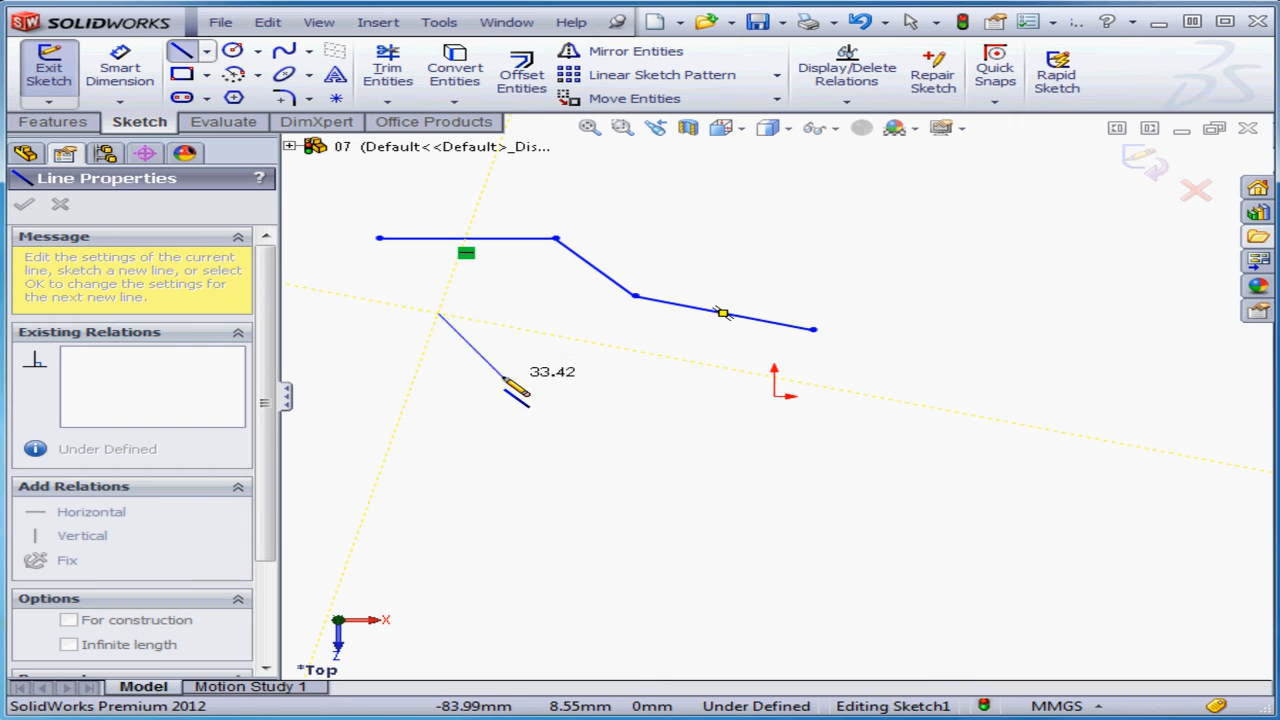 SOLIDWORKS File Edit View Insert Tools Window Help
Exit Sketch
Smart Dimension
Trim Entities
Convert Entities
Offset Entities
Mirror Entities
Linear Sketch Pattern
Move Entities
Display/Delete Relations
Repair Sketch
Quick Snaps
Rapid Sketch
Features Sketch Evaluate DimXpert Office Products
07 (Default<<Default>_Dis...
Line Properties ?
Message
Edit the settings of the current
line, sketch a new line, or select
OK to change the settings for
the next new line.
Existing Relations
Under Defined
Add Relations
Horizontal
Vertical
Fix
Options
For construction
Infinite length
33.42
X
Z
*Top
Model Motion Study 1
SolidWorks Premium 2012 -83.99mm 8.55mm 0mm Under Defined Editing Sketch1 MMGS